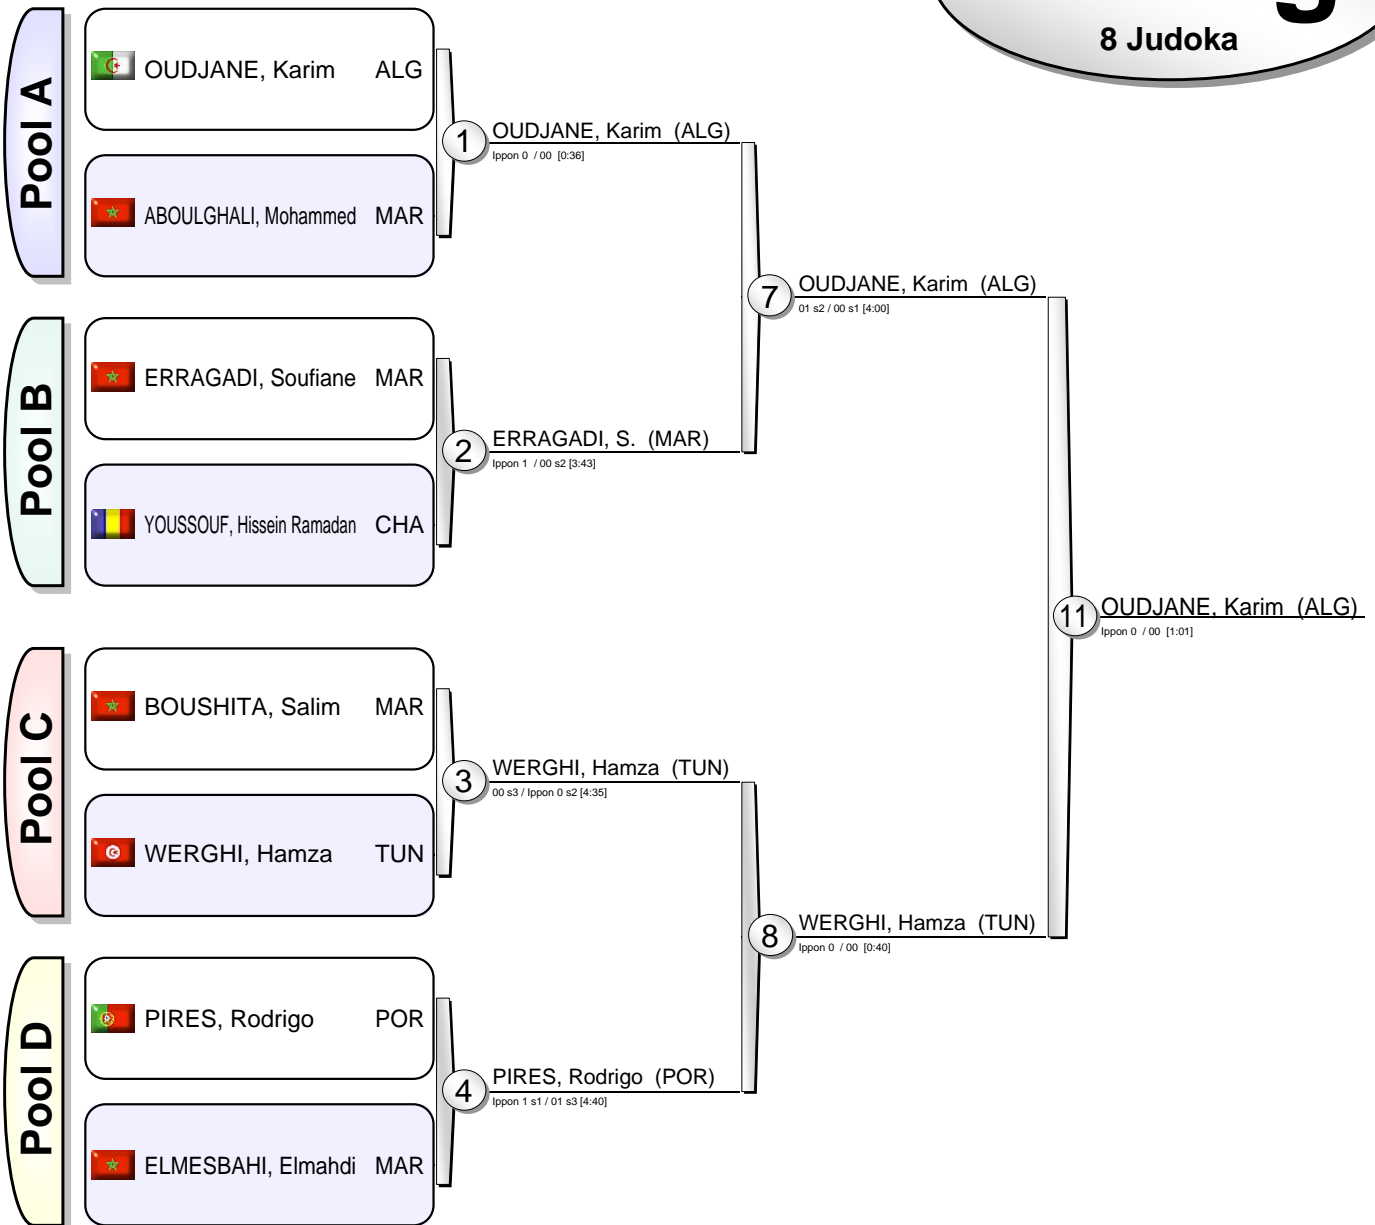 8 Judoka
Pool A
OUDJANE, Karim ALG
ABOULGHALI, Mohammed MAR
1
OUDJANE, Karim (ALG)
Ippon 0 / 00 [0:36]
Pool B
ERRAGADI, Soufiane MAR
YOUSSOUF, Hissein Ramadan CHA
2
ERRAGADI, S. (MAR)
Ippon 1 / 00 s2 [3:43]
7
OUDJANE, Karim (ALG)
01 s2 / 00 s1 [4:00]
Pool C
BOUSHITA, Salim MAR
WERGHI, Hamza TUN
3
WERGHI, Hamza (TUN)
00 s3 / Ippon 0 s2 [4:35]
Pool D
PIRES, Rodrigo POR
ELMESBAHI, Elmahdi MAR
4
PIRES, Rodrigo (POR)
Ippon 1 s1 / 01 s3 [4:40]
8
WERGHI, Hamza (TUN)
Ippon 0 / 00 [0:40]
11
OUDJANE, Karim (ALG)
Ippon 0 / 00 [1:01]